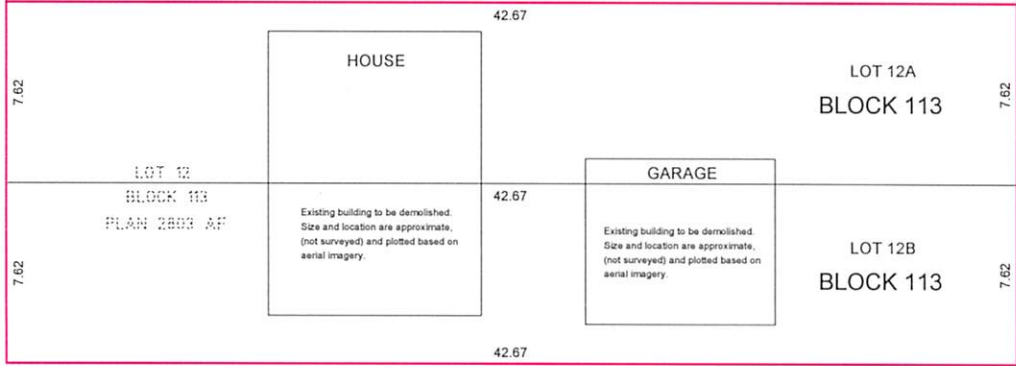 42.67
HOUSE
7.62
LOT 12A
BLOCK 113
7.62
LOT 12
BLOCK 113
PLAN 2803 AF
42.67
GARAGE
Existing building to be demolished.
Size and location are approximate,
(not surveyed) and plotted based on
aerial imagery.
Existing building to be demolished.
Size and location are approximate,
(not surveyed) and plotted based on
aerial imagery.
7.62
LOT 12B
BLOCK 113
7.62
42.67